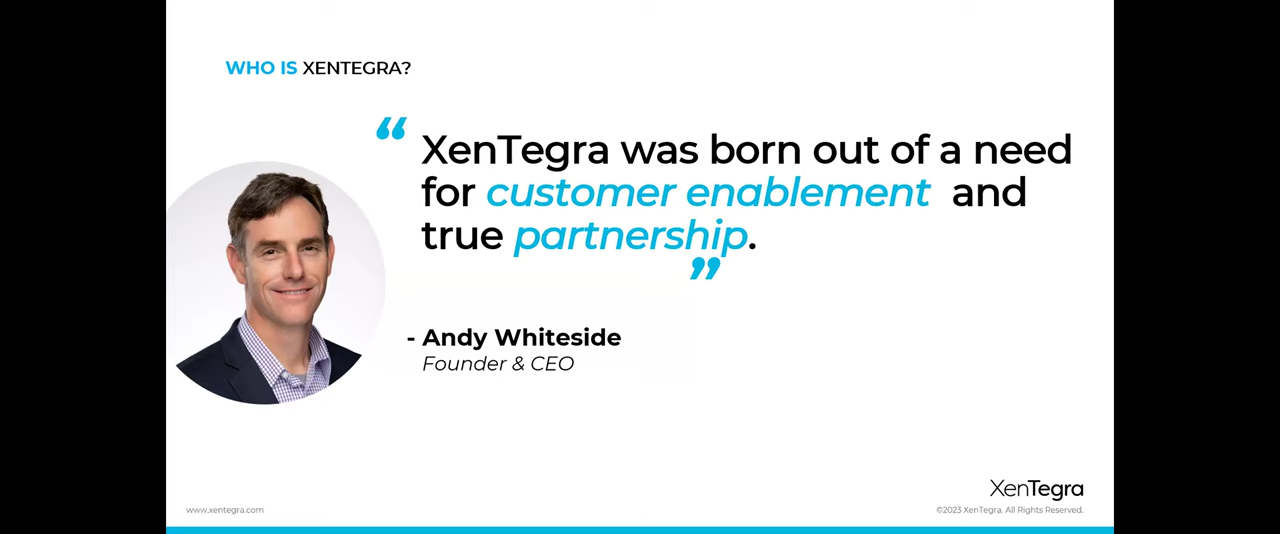 WHO IS XENTEGRA?
“
XenTegra was born out of a need
for customer enablement and
true partnership.
”
- Andy Whiteside
Founder & CEO
XenTegra
www.xentegra.com
©2023 XenTegra. All Rights Reserved.